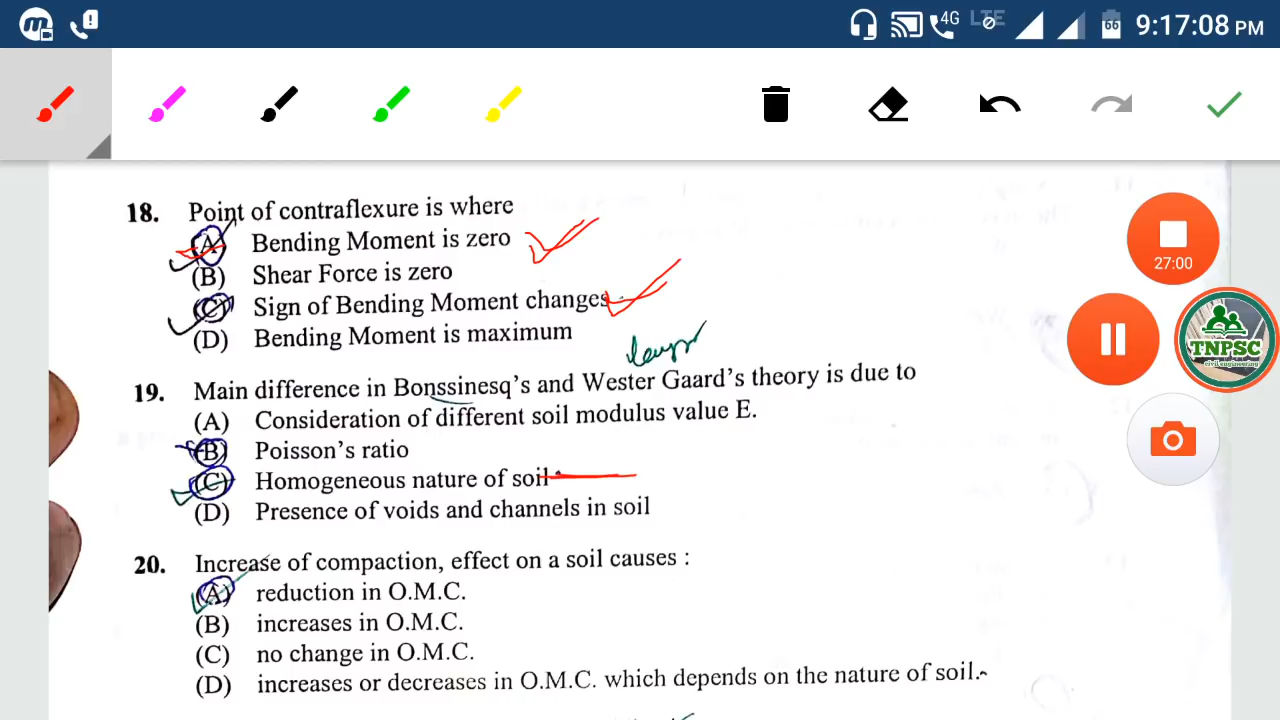 4G LTE 66 9:17:08 PM
27:00
TNPSC
civil engineering
18. Point of contraflexure is where
(A) Bending Moment is zero
(B) Shear Force is zero
(C) Sign of Bending Moment changes
(D) Bending Moment is maximum
19. Main difference in Bonssinesq's and Wester Gaard's theory is due to
(A) Consideration of different soil modulus value E.
(B) Poisson's ratio
(C) Homogeneous nature of soil
(D) Presence of voids and channels in soil
20. Increase of compaction, effect on a soil causes :
(A) reduction in O.M.C.
(B) increases in O.M.C.
(C) no change in O.M.C.
(D) increases or decreases in O.M.C. which depends on the nature of soil.